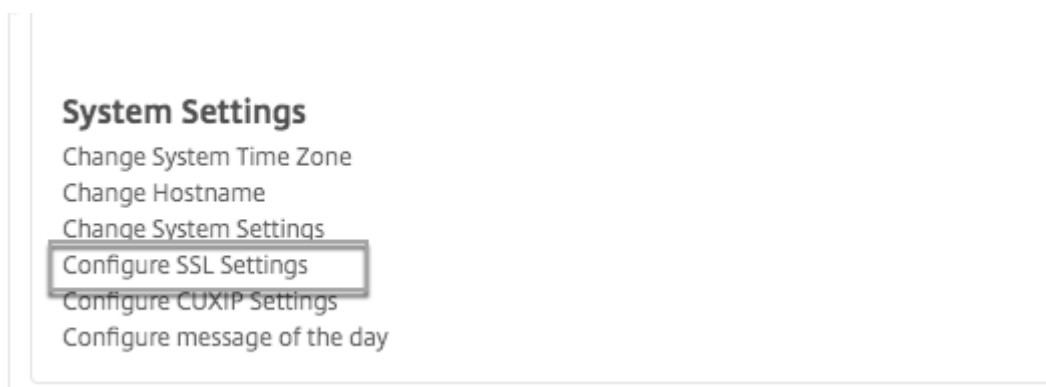 System Settings
Change System Time Zone
Change Hostname
Change System Settings
Configure SSL Settings
Configure CUXIP Settings
Configure message of the day